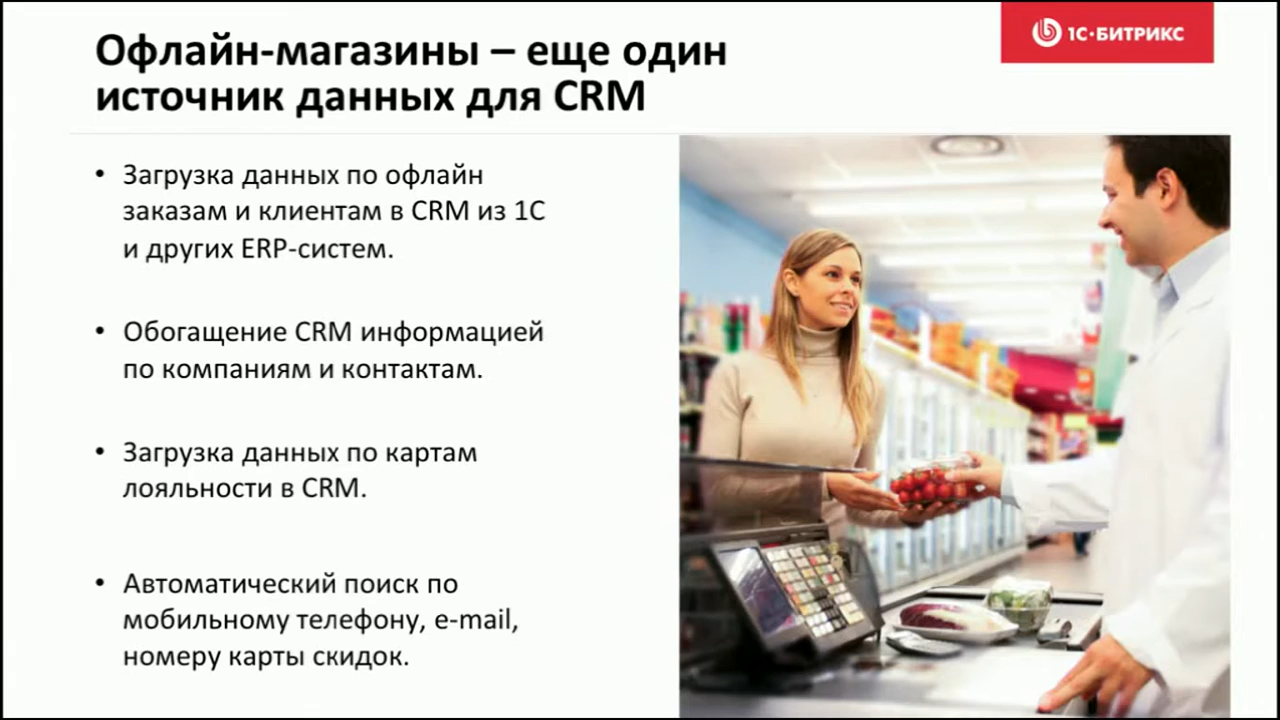 Офлайн-магазины – еще один
источник данных для CRM
1С·БИТРИКС
• Загрузка данных по офлайн
заказам и клиентам в CRM из 1С
и других ERP-систем.
• Обогащение CRM информацией
по компаниям и контактам.
• Загрузка данных по картам
лояльности в CRM.
• Автоматический поиск по
мобильному телефону, e-mail,
номеру карты скидок.